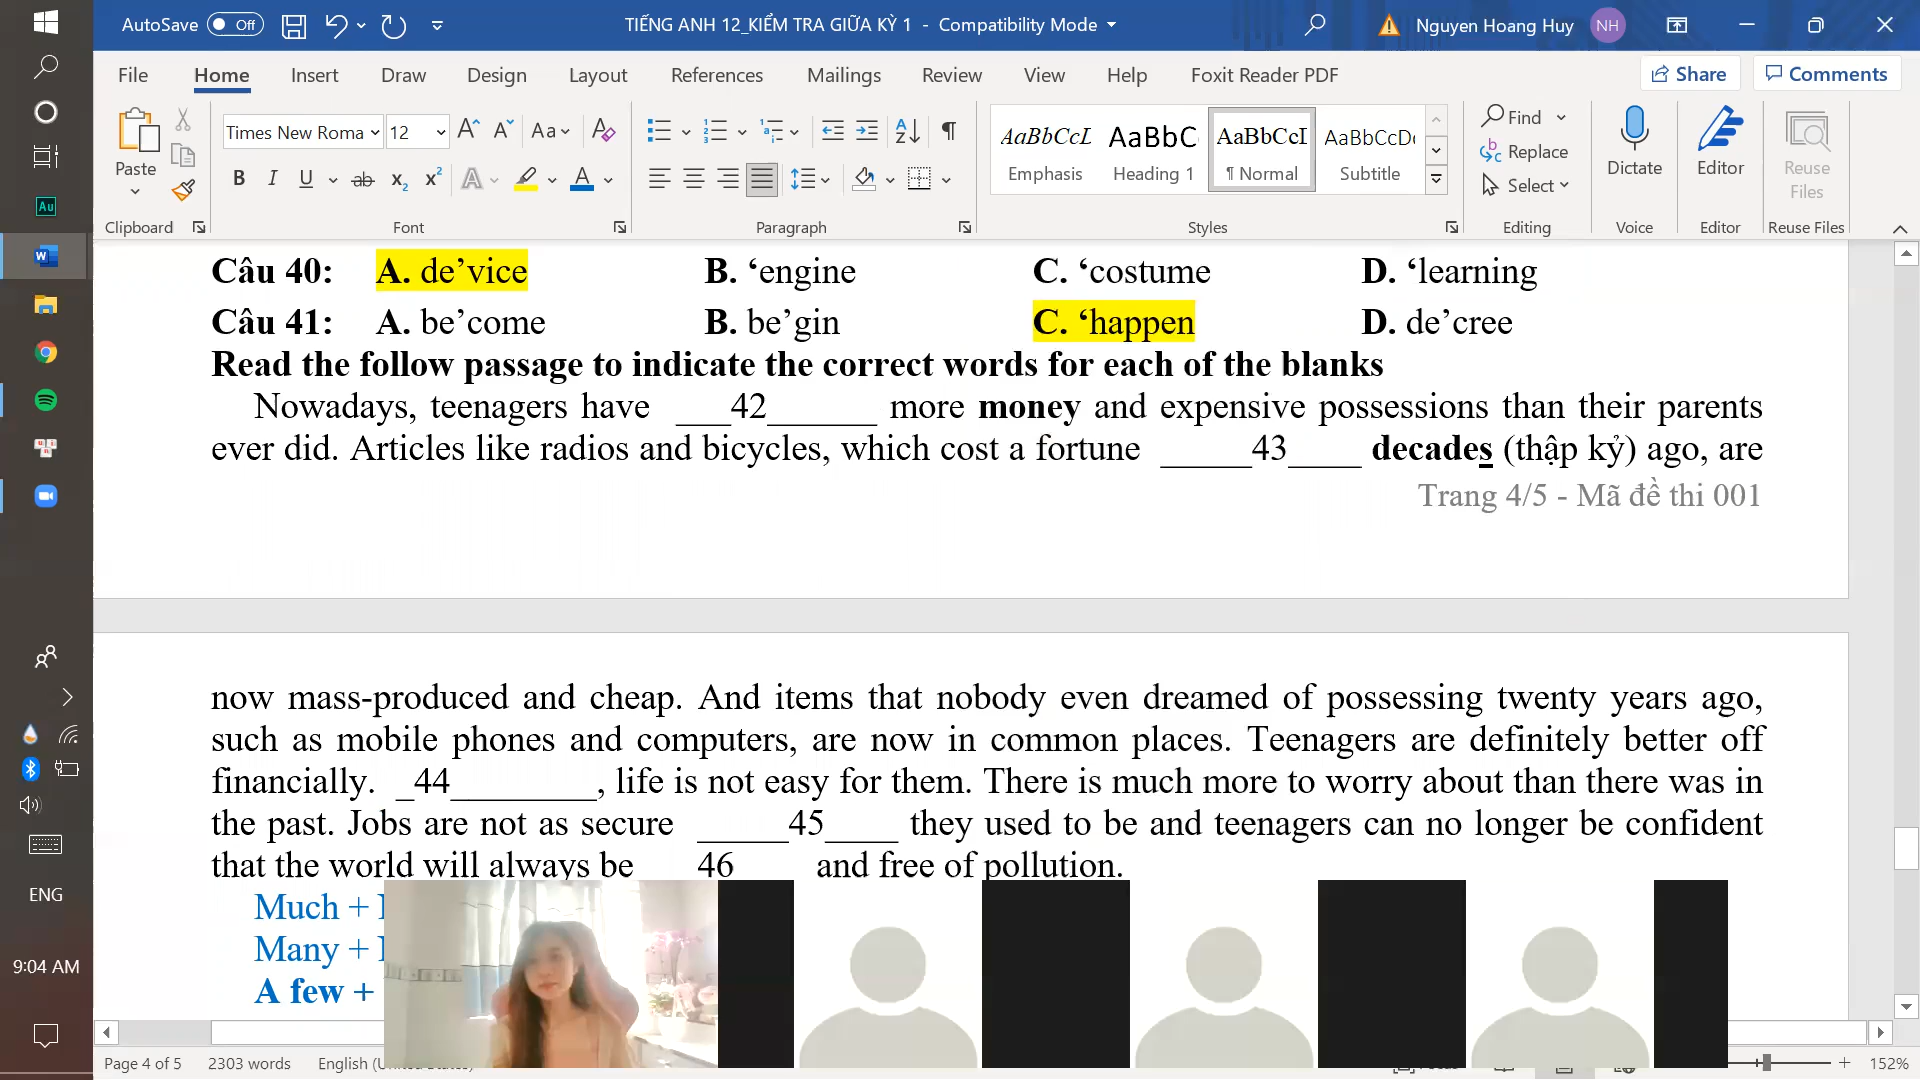 AutoSave Off TIẾNG ANH 12_KIỂM TRA GIỮA KỲ 1 - Compatibility Mode Nguyen Hoang Huy NH
File Home Insert Draw Design Layout References Mailings Review View Help Foxit Reader PDF Share Comments
Paste
Clipboard
Times New Roma 12
Font
Paragraph
AaBbCcL AaBbC AaBbCcI AaBbCcD
Emphasis Heading 1 ¶ Normal Subtitle
Styles
Find
Replace
Select
Editing
Dictate
Voice
Editor
Editor
Reuse Files
Reuse Files
Câu 40: A. de’vice B. ‘engine C. ‘costume D. ‘learning
Câu 41: A. be’come B. be’gin C. ‘happen D. de’cree
Read the follow passage to indicate the correct words for each of the blanks
Nowadays, teenagers have ___42______ more money and expensive possessions than their parents
ever did. Articles like radios and bicycles, which cost a fortune _____43____ decades (thập kỷ) ago, are
Trang 4/5 - Mã đề thi 001
now mass-produced and cheap. And items that nobody even dreamed of possessing twenty years ago,
such as mobile phones and computers, are now in common places. Teenagers are definitely better off
financially. _44________, life is not easy for them. There is much more to worry about than there was in
the past. Jobs are not as secure _____45____ they used to be and teenagers can no longer be confident
that the world will always be 46 and free of pollution.
Much +
Many +
A few +
ENG
9:04 AM
Page 4 of 5 2303 words English 152%